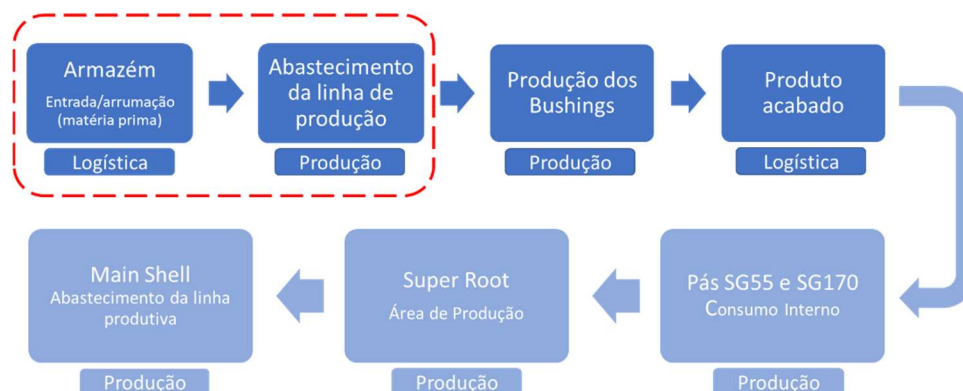 Armazém
Entrada/arrumação
(matéria prima)
Logística
Abastecimento
da linha de
produção
Produção
Produção dos
Bushings
Produção
Produto
acabado
Logística
Pás SG55 e SG170
Consumo Interno
Produção
Super Root
Área de Produção
Produção
Main Shell
Abastecimento da linha
produtiva
Produção